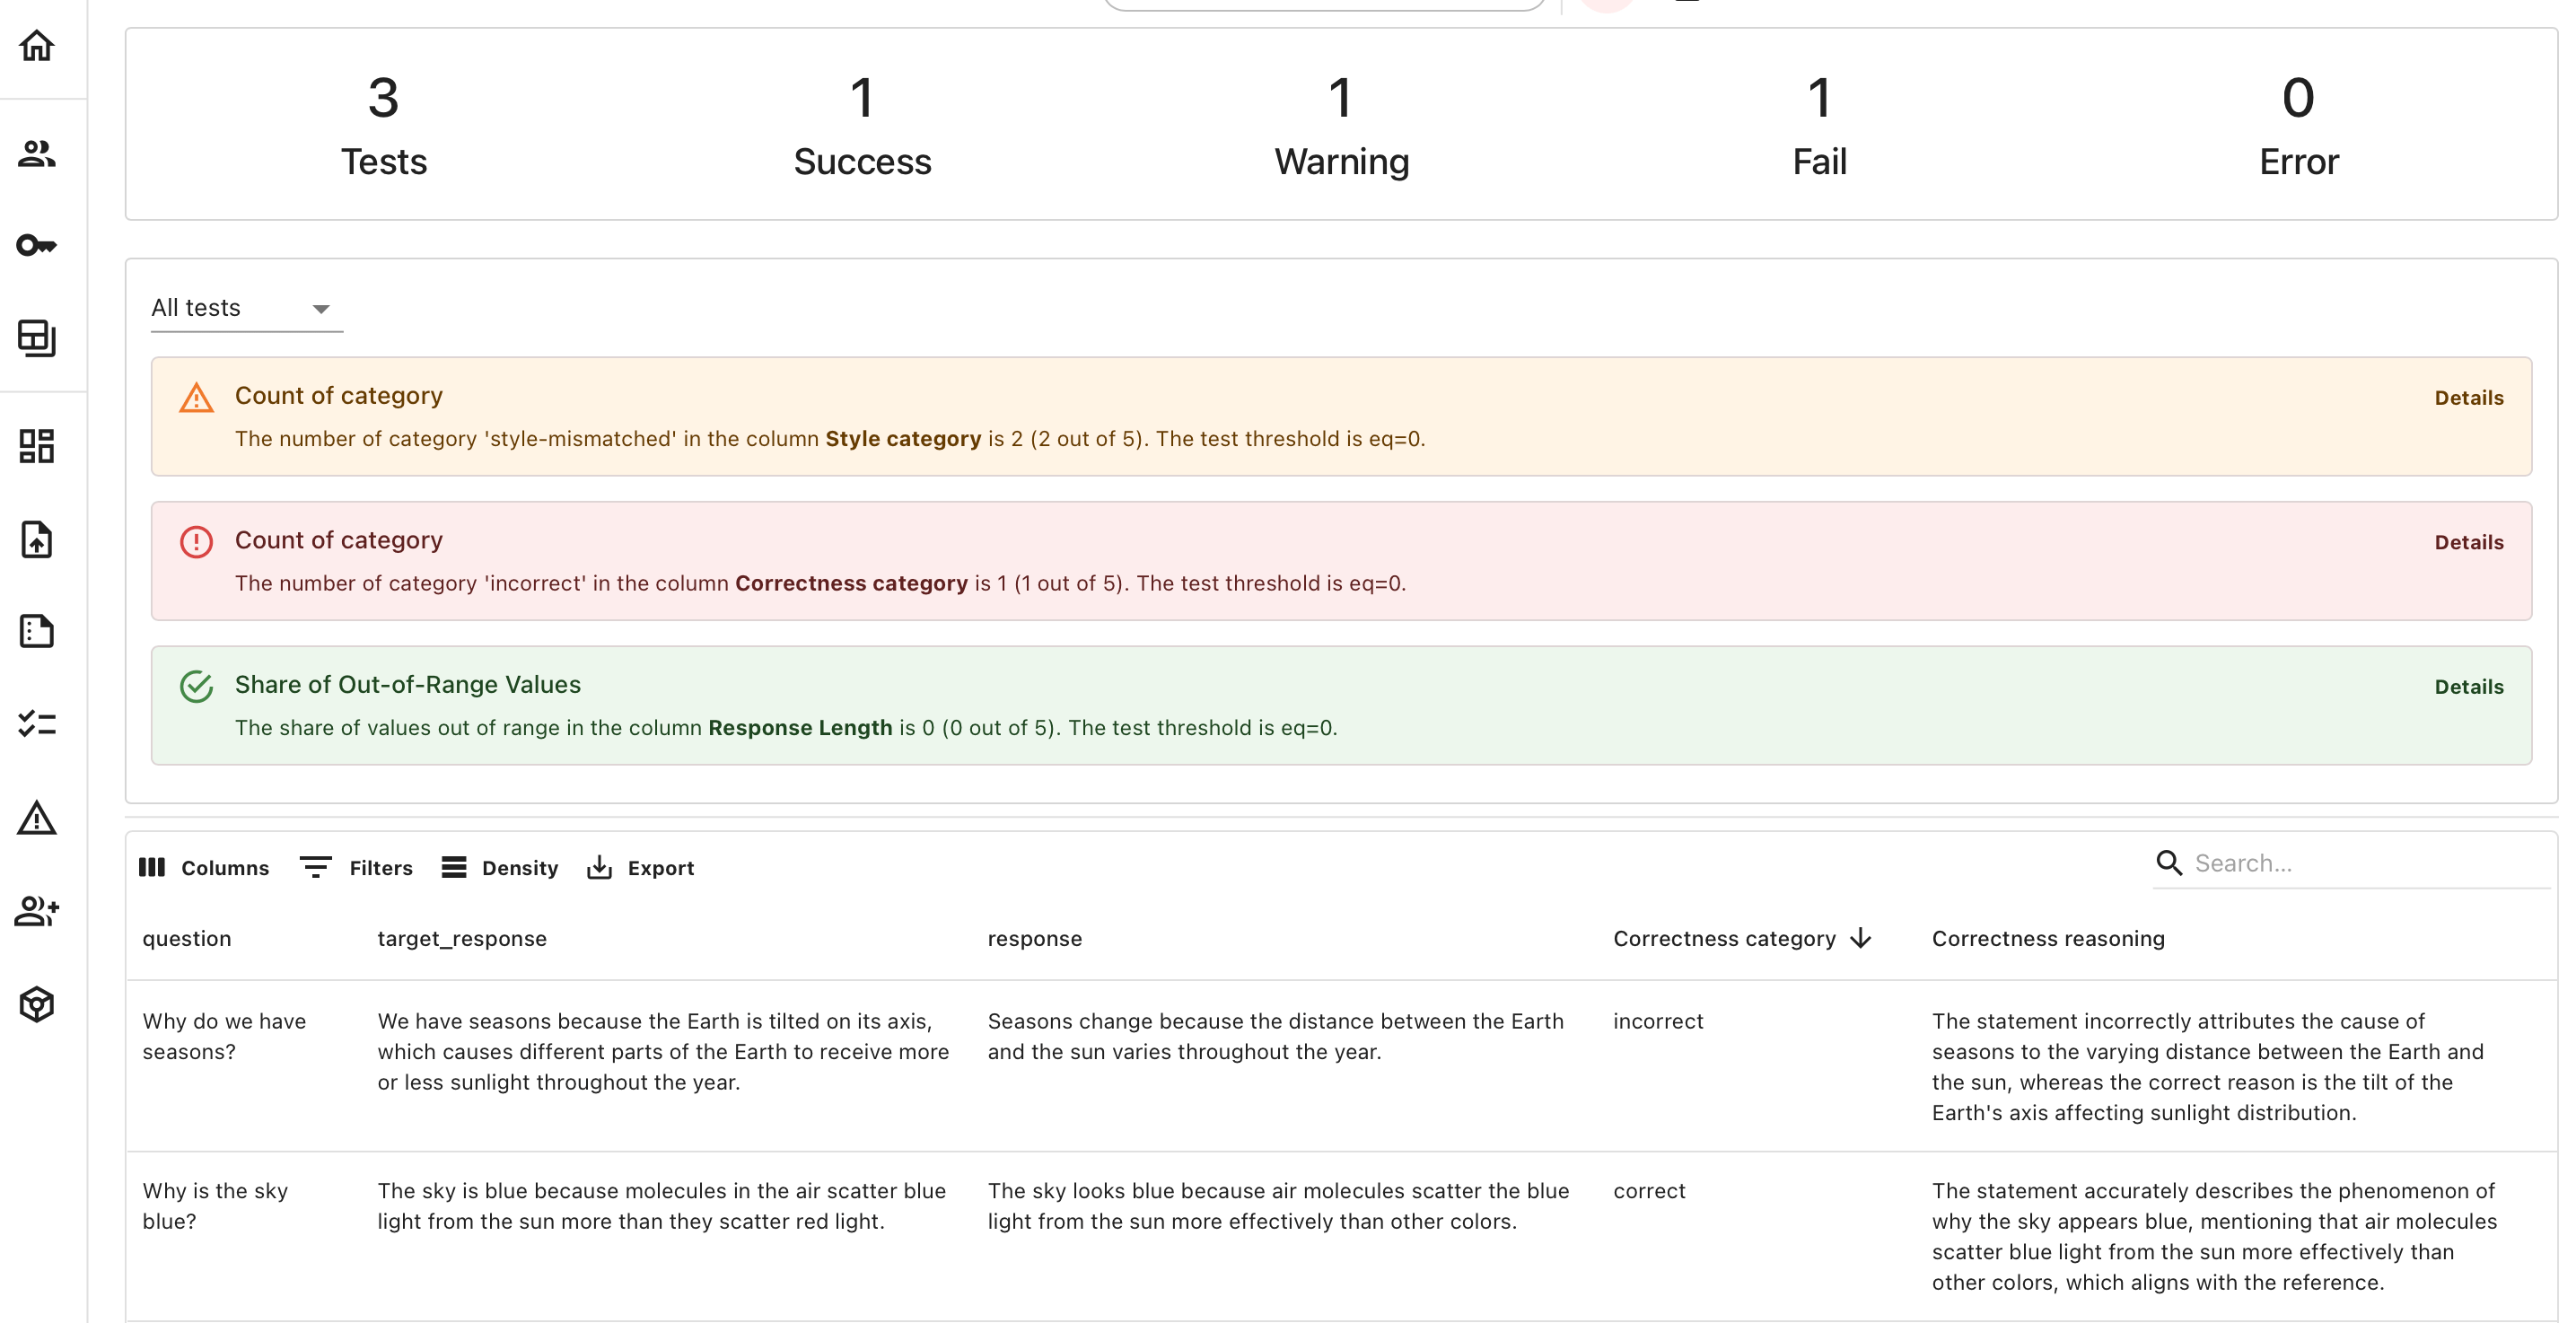 3
Tests
1
Success
1
Warning
1
Fail
0
Error
All tests
Count of category
Details
The number of category 'style-mismatched' in the column Style category is 2 (2 out of 5). The test threshold is eq=0.
Count of category
Details
The number of category 'incorrect' in the column Correctness category is 1 (1 out of 5). The test threshold is eq=0.
Share of Out-of-Range Values
Details
The share of values out of range in the column Response Length is 0 (0 out of 5). The test threshold is eq=0.
Columns
Filters
Density
Export
Search...
question
target_response
response
Correctness category
Correctness reasoning
Why do we have
seasons?
We have seasons because the Earth is tilted on its axis,
which causes different parts of the Earth to receive more
or less sunlight throughout the year.
Seasons change because the distance between the Earth
and the sun varies throughout the year.
incorrect
The statement incorrectly attributes the cause of
seasons to the varying distance between the Earth and
the sun, whereas the correct reason is the tilt of the
Earth's axis affecting sunlight distribution.
Why is the sky
blue?
The sky is blue because molecules in the air scatter blue
light from the sun more than they scatter red light.
The sky looks blue because air molecules scatter the blue
light from the sun more effectively than other colors.
correct
The statement accurately describes the phenomenon of
why the sky appears blue, mentioning that air molecules
scatter blue light from the sun more effectively than
other colors, which aligns with the reference.